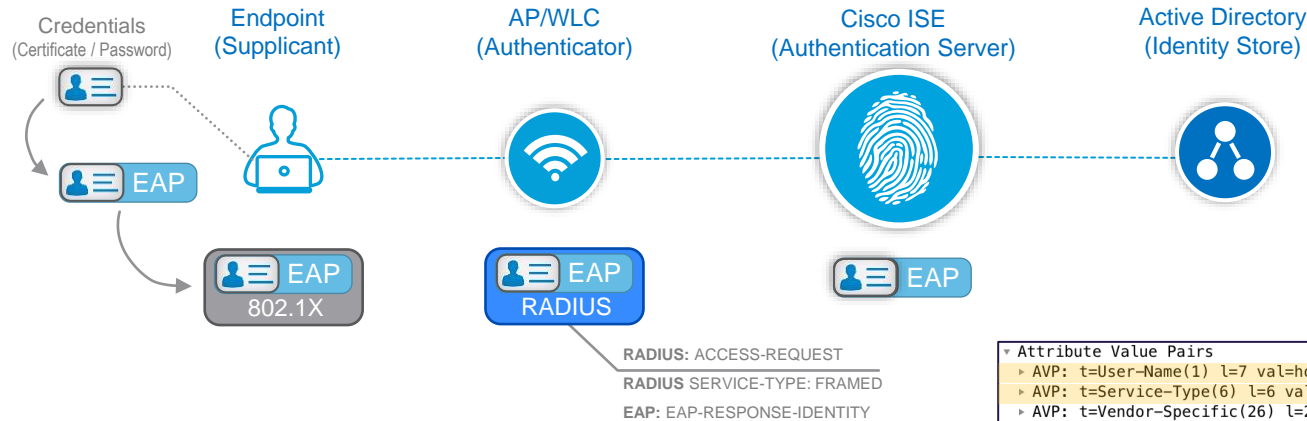 Credentials
(Certificate / Password)
Endpoint
(Supplicant)
AP/WLC
(Authenticator)
Cisco ISE
(Authentication Server)
Active Directory
(Identity Store)
EAP
EAP
802.1X
EAP
RADIUS
EAP
RADIUS: ACCESS-REQUEST
RADIUS SERVICE-TYPE: FRAMED
EAP: EAP-RESPONSE-IDENTITY
Attribute Value Pairs
AVP: t=User-Name(1) l=7
AVP: t=Service-Type(6) l=6
AVP: t=Vendor-Specific(26)